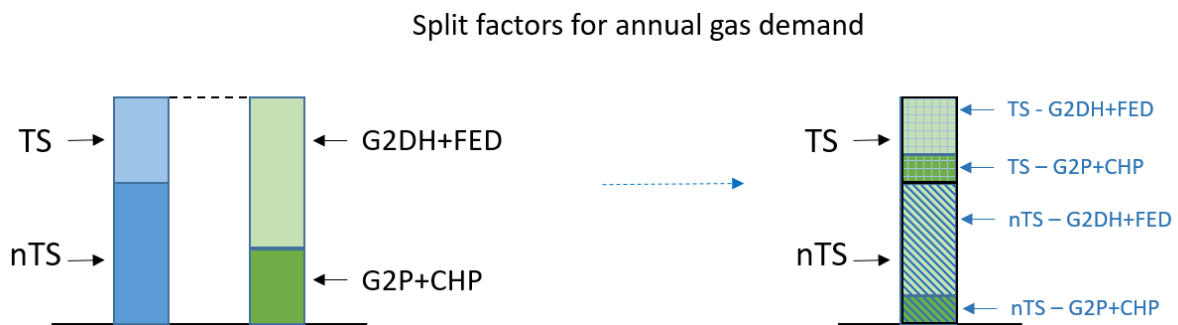 Split factors for annual gas demand
TS
nTS
G2DH+FED
G2P+CHP
TS
nTS
TS - G2DH+FED
TS – G2P+CHP
nTS – G2DH+FED
nTS – G2P+CHP